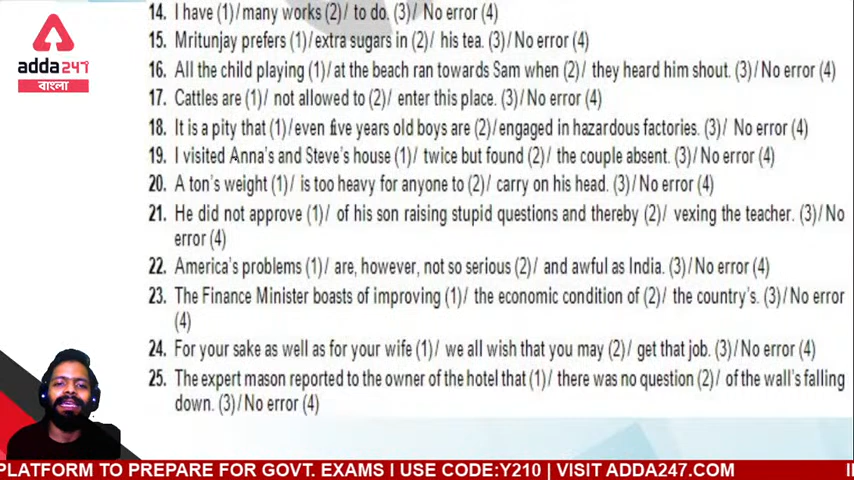 14. I have (1)/many works (2)/ to do. (3)/ No error (4)
15. Mritunjay prefers (1)/extra sugars in (2)/ his tea. (3)/No error (4)
adda247
বাংলা
16. All the child playing (1)/at the beach ran towards Sam when (2)/ they heard him shout. (3)/ No error (4)
17. Cattles are (1)/ not allowed to (2)/ enter this place. (3)/ No error (4)
18. It is a pity that (1)/even five years old boys are (2)/engaged in hazardous factories. (3)/ No error (4)
19. I visited Anna's and Steve's house (1)/ twice but found (2)/ the couple absent. (3)/ No error (4)
20. A ton's weight (1)/ is too heavy for anyone to (2)/ carry on his head. (3)/ No error (4)
21. He did not approve (1)/ of his son raising stupid questions and thereby (2)/ vexing the teacher. (3)/No
error (4)
22. America's problems (1)/ are, however, not so serious (2)/ and awful as India. (3)/ No error (4)
23. The Finance Minister boasts of improving (1)/ the economic condition of (2)/ the country's. (3)/ No error
(4)
24. For your sake as well as for your wife (1)/ we all wish that you may (2)/ get that job. (3)/ No error (4)
25. The expert mason reported to the owner of the hotel that (1)/ there was no question (2)/ of the wall's falling
down. (3)/ No error (4)
PLATFORM TO PREPARE FOR GOVT. EXAMS I USE CODE:Y210 | VISIT ADDA247.COM